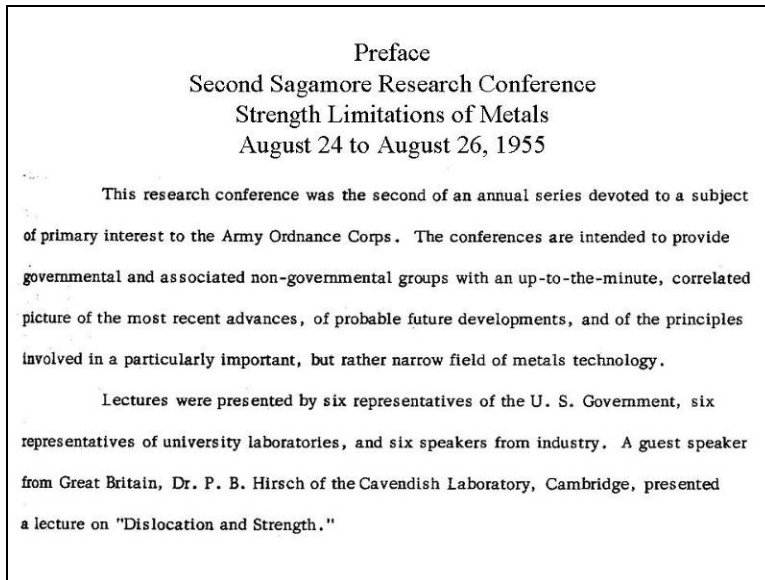 Preface
Second Sagamore Research Conference
Strength Limitations of Metals
August 24 to August 26, 1955
This research conference was the second of an annual series devoted to a subject
of primary interest to the Army Ordnance Corps. The conferences are intended to provide
governmental and associated non-governmental groups with an up-to-the-minute, correlated
picture of the most recent advances, of probable future developments, and of the principles
involved in a particularly important, but rather narrow field of metals technology.
Lectures were presented by six representatives of the U. S. Government, six
representatives of university laboratories, and six speakers from industry. A guest speaker
from Great Britain, Dr. P. B. Hirsch of the Cavendish Laboratory, Cambridge, presented
a lecture on "Dislocation and Strength."